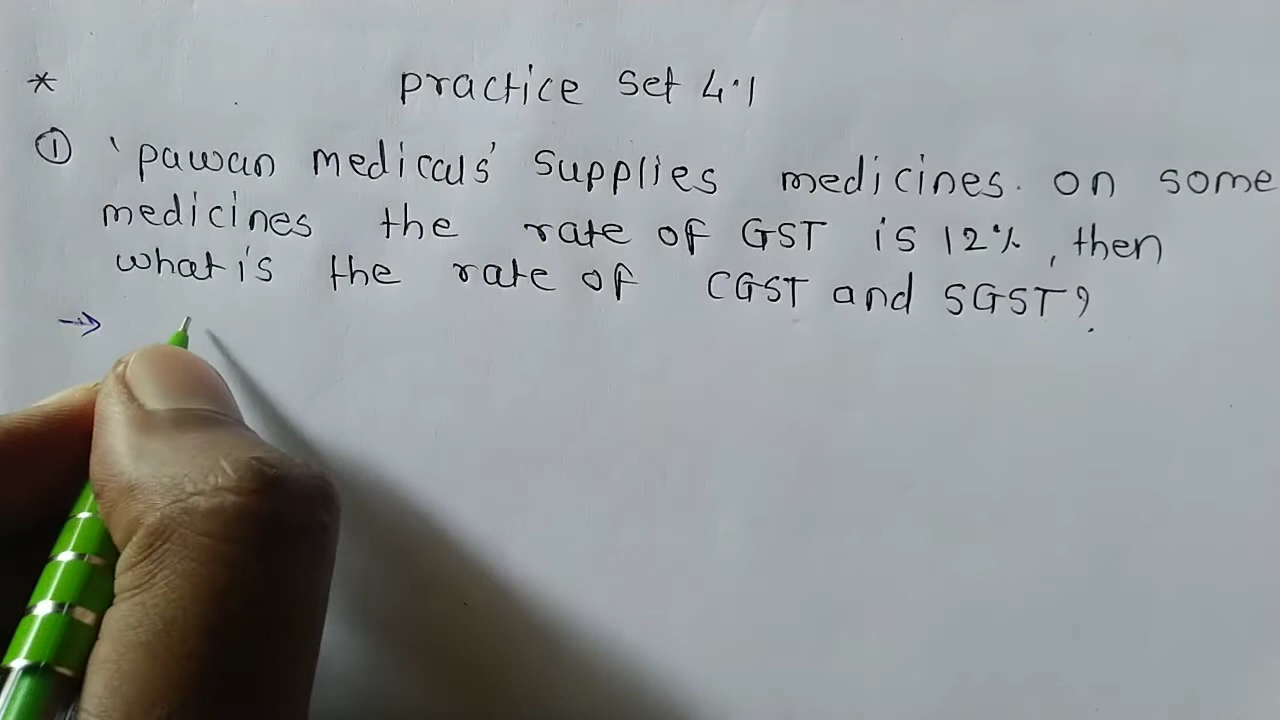 * Practice Set 4.1
① 'pawan medicals' supplies medicines. on some
medicines the rate of GST is 12%, then
what is the rate of CGST and SGST?
→